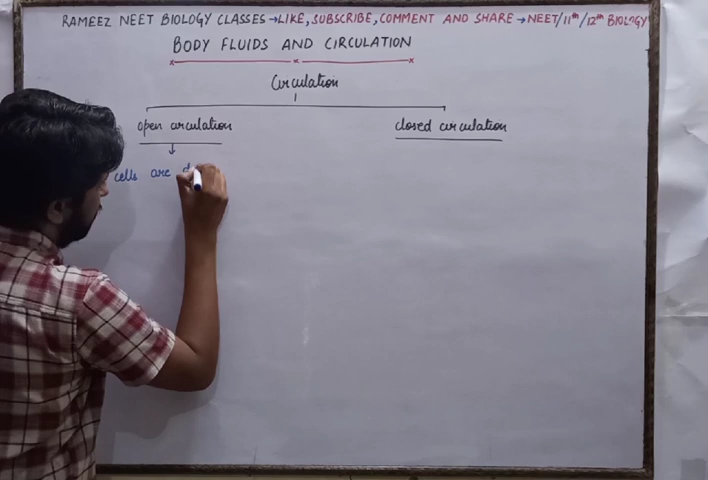 RAMEEZ NEET BIOLOGY CLASSES → LIKE, SUBSCRIBE, COMMENT AND SHARE → NEET/11th/12th BIOLOGY
BODY FLUIDS AND CIRCULATION
Circulation
open circulation closed circulation
cells are